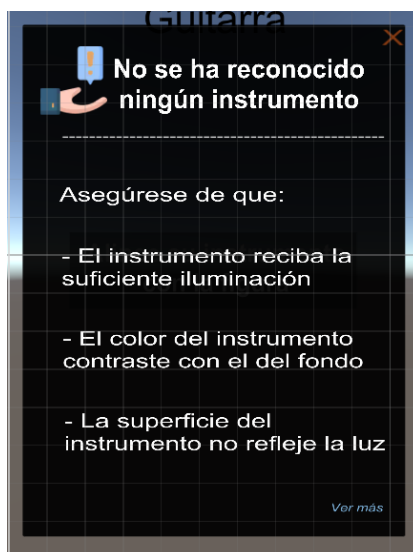 Guitarra
No se ha reconocido
ningún instrumento
Asegúrese de que:
- El instrumento reciba la
suficiente iluminación
- El color del instrumento
contraste con el del fondo
- La superficie del
instrumento no refleje la luz
Ver más